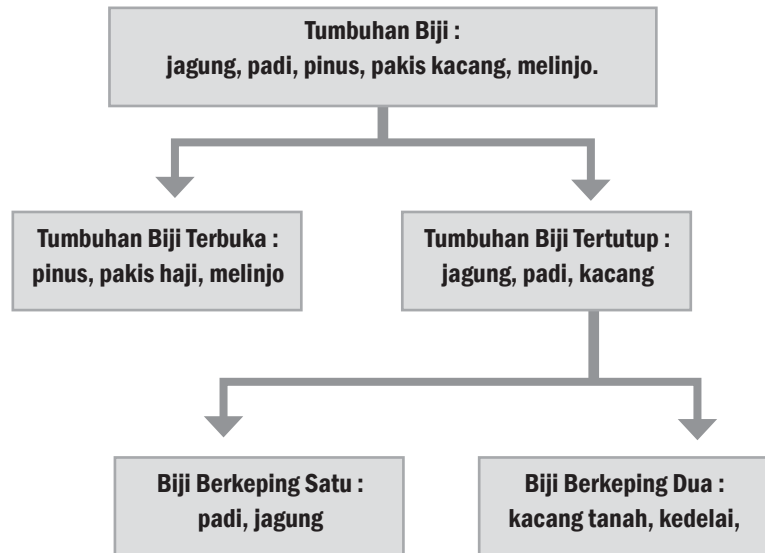 Tumbuhan Biji :
jagung, padi, pinus, pakis kacang, melinjo.
Tumbuhan Biji Terbuka :
pinus, pakis haji, melinjo
Tumbuhan Biji Tertutup :
jagung, padi, kacang
Biji Berkeping Satu :
padi, jagung
Biji Berkeping Dua :
kacang tanah, kedelai,